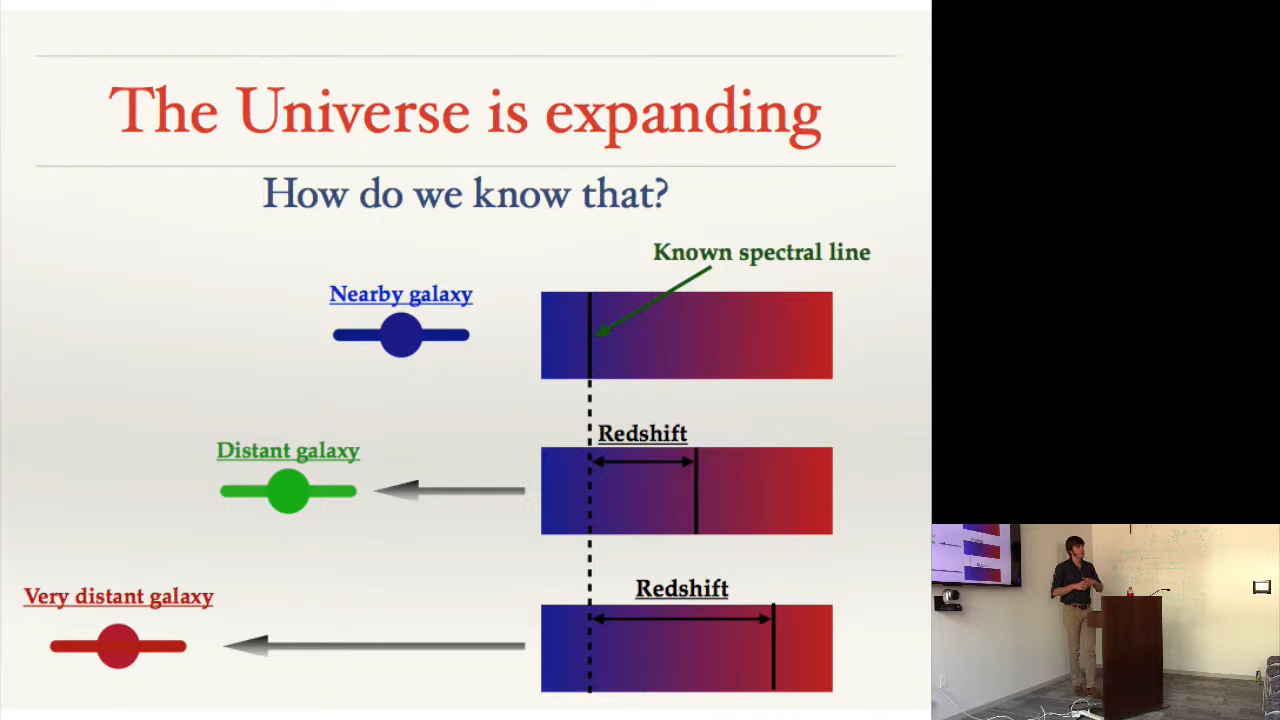 The Universe is expanding
How do we know that?
Known spectral line
Nearby galaxy
Redshift
Distant galaxy
Redshift
Very distant galaxy